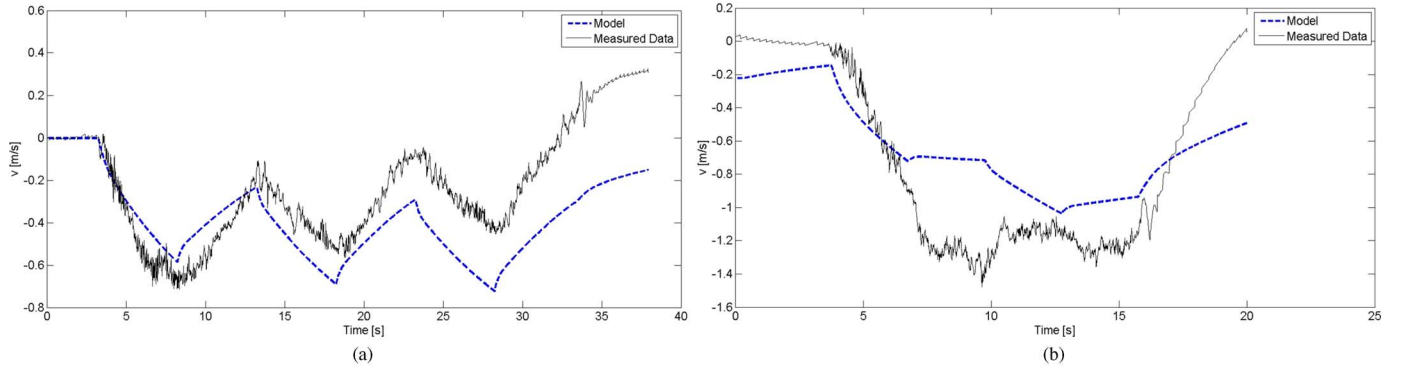 0.6
0.4
0.2
0
-0.2
-0.4
-0.6
-0.8
v [m/s]
0 5 10 15 20 25 30 35 40
Time [s]
Model
Measured Data
(a)
0.2
0
-0.2
-0.4
-0.6
-0.8
-1
-1.2
-1.4
-1.6
v [m/s]
0 5 10 15 20 25
Time [s]
Model
Measured Data
(b)